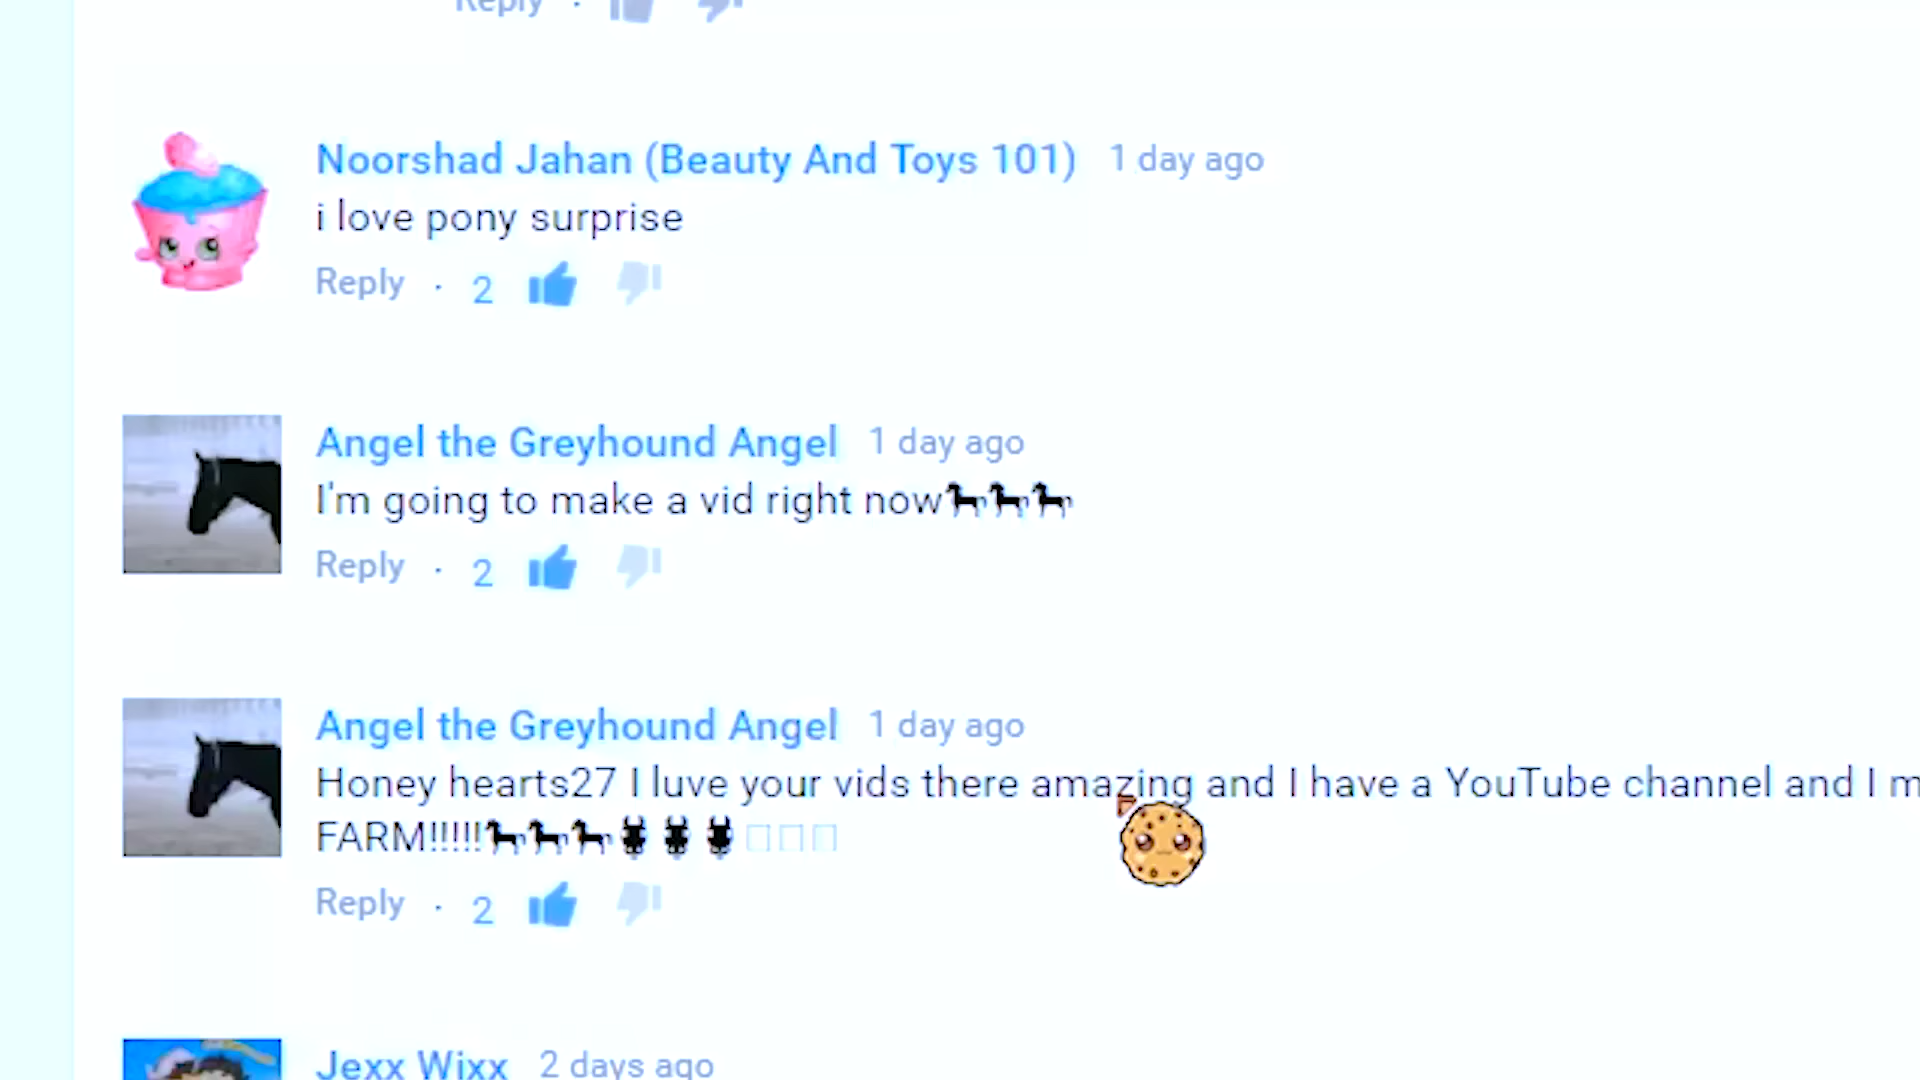 Reply ·
Noorshad Jahan (Beauty And Toys 101) 1 day ago
i love pony surprise
Reply · 2
Angel the Greyhound Angel 1 day ago
I'm going to make a vid right now🐎🐎🐎
Reply · 2
Angel the Greyhound Angel 1 day ago
Honey hearts27 I luve your vids there amazing and I have a YouTube channel and I m
FARM!!!!!🐎🐎🐎
Reply · 2
Jexx Wixx 2 days ago